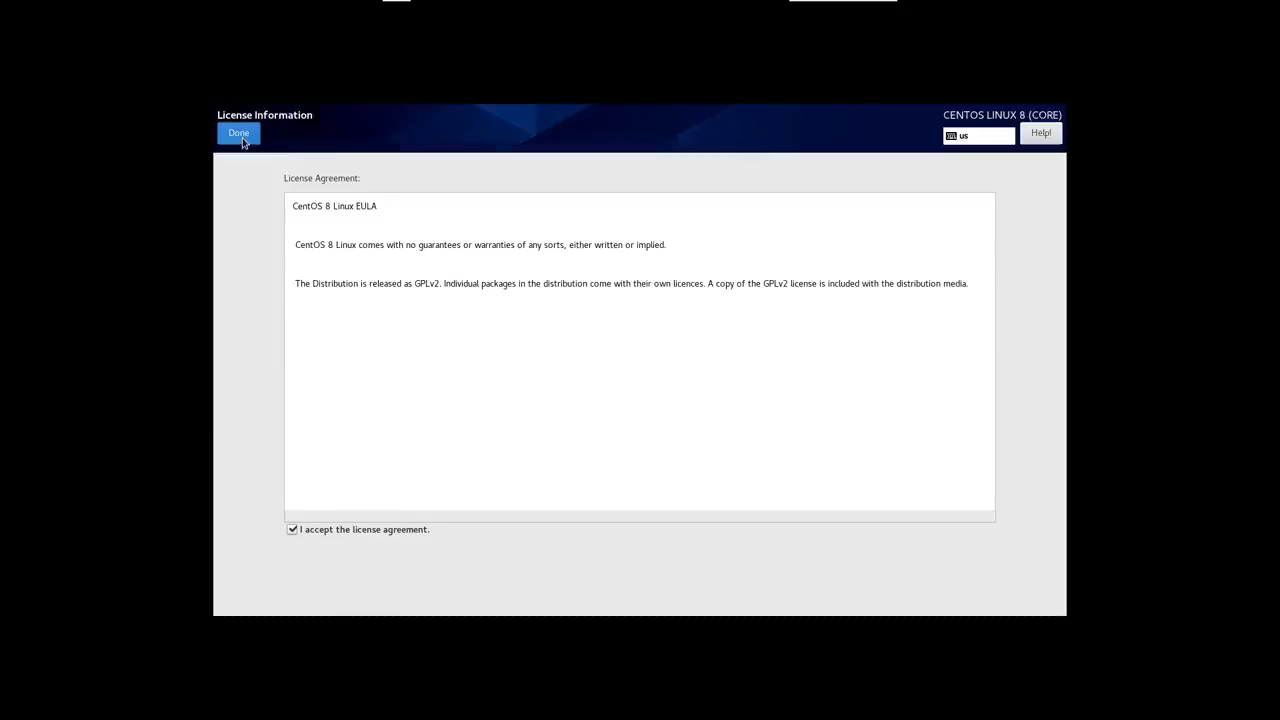 License Information
CENTOS LINUX 8 (CORE)
Done
us
Help!
License Agreement:
CentOS 8 Linux EULA
CentOS 8 Linux comes with no guarantees or warranties of any sorts, either written or implied.
The Distribution is released as GPLv2. Individual packages in the distribution come with their own licences. A copy of the GPLv2 license is included with the distribution media.
I accept the license agreement.